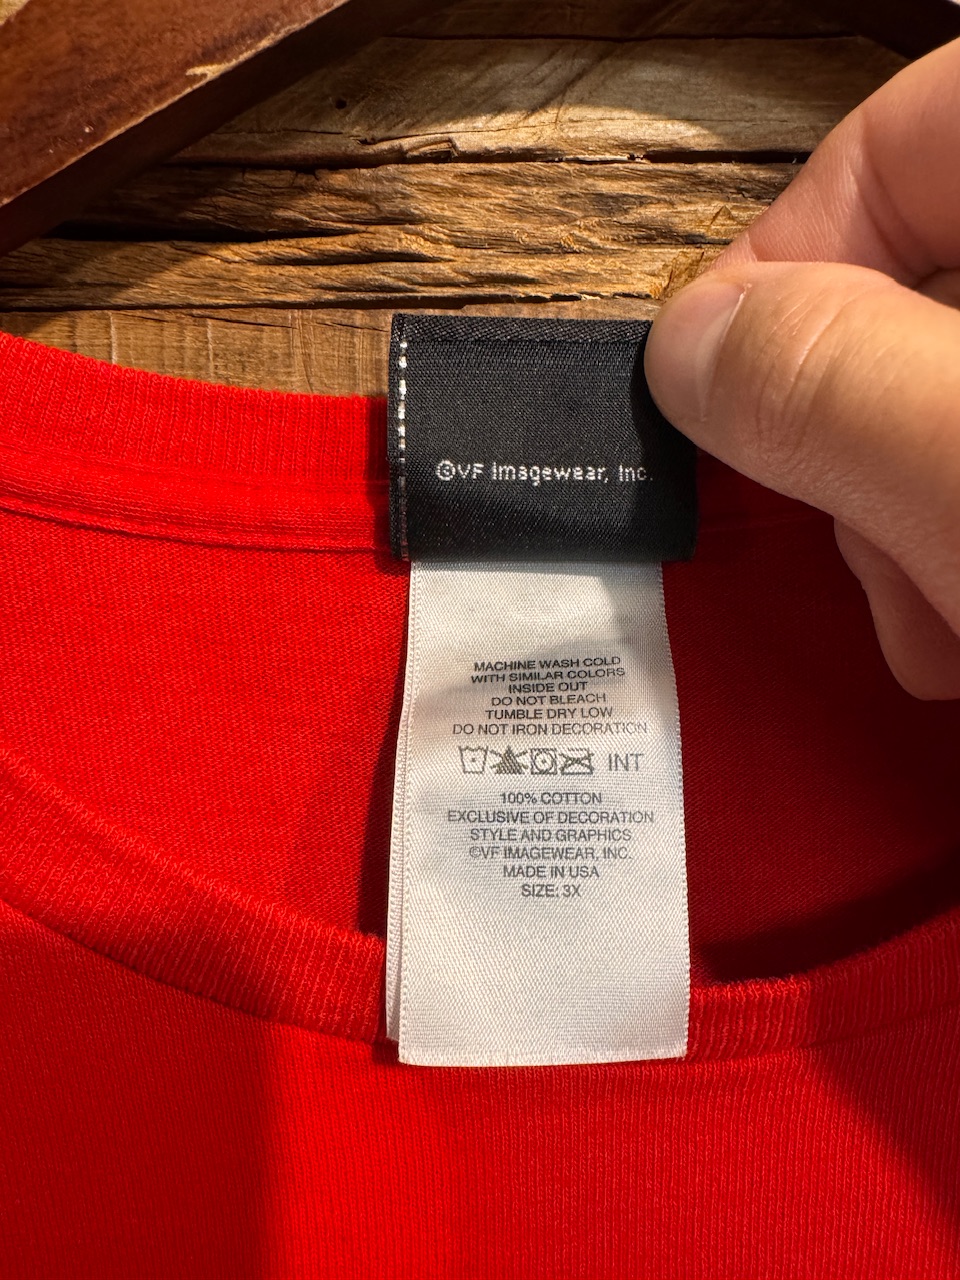 ©VF Imagewear, Inc.
MACHINE WASH COLD
WITH SIMILAR COLORS
INSIDE OUT
DO NOT BLEACH
TUMBLE DRY LOW
DO NOT IRON DECORATION
INT
100% COTTON
EXCLUSIVE OF DECORATION
STYLE AND GRAPHICS
©VF IMAGEWEAR, INC.
MADE IN USA
SIZE: 3X